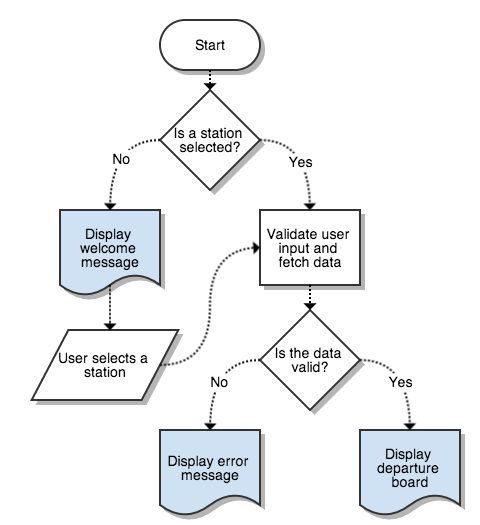 Start
Is a station
selected?
No
Yes
Display
welcome
message
Validate user
input and
fetch data
User selects a
station
Is the data
valid?
No
Yes
Display error
message
Display
departure
board